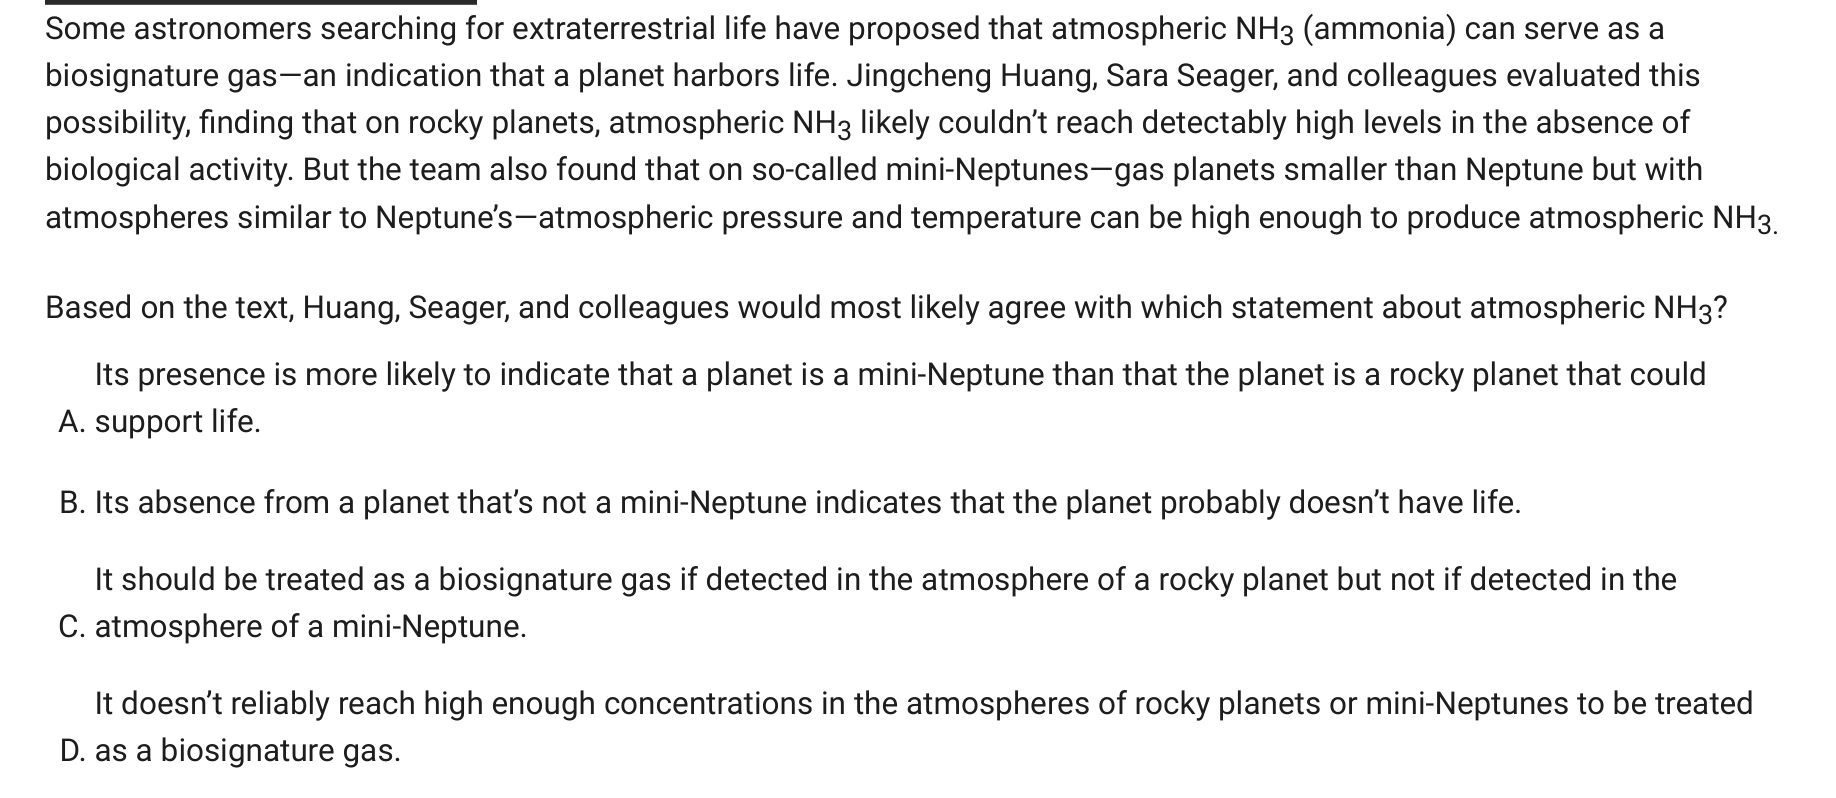 Some astronomers searching for extraterrestrial life have proposed that atmospheric NH3 (ammonia) can serve as a
biosignature gas—an indication that a planet harbors life. Jingcheng Huang, Sara Seager, and colleagues evaluated this
possibility, finding that on rocky planets, atmospheric NH3 likely couldn’t reach detectably high levels in the absence of
biological activity. But the team also found that on so-called mini-Neptunes—gas planets smaller than Neptune but with
atmospheres similar to Neptune’s—atmospheric pressure and temperature can be high enough to produce atmospheric NH3.
Based on the text, Huang, Seager, and colleagues would most likely agree with which statement about atmospheric NH3?
Its presence is more likely to indicate that a planet is a mini-Neptune than that the planet is a rocky planet that could
A. support life.
B. Its absence from a planet that’s not a mini-Neptune indicates that the planet probably doesn’t have life.
It should be treated as a biosignature gas if detected in the atmosphere of a rocky planet but not if detected in the
C. atmosphere of a mini-Neptune.
It doesn’t reliably reach high enough concentrations in the atmospheres of rocky planets or mini-Neptunes to be treated
D. as a biosignature gas.